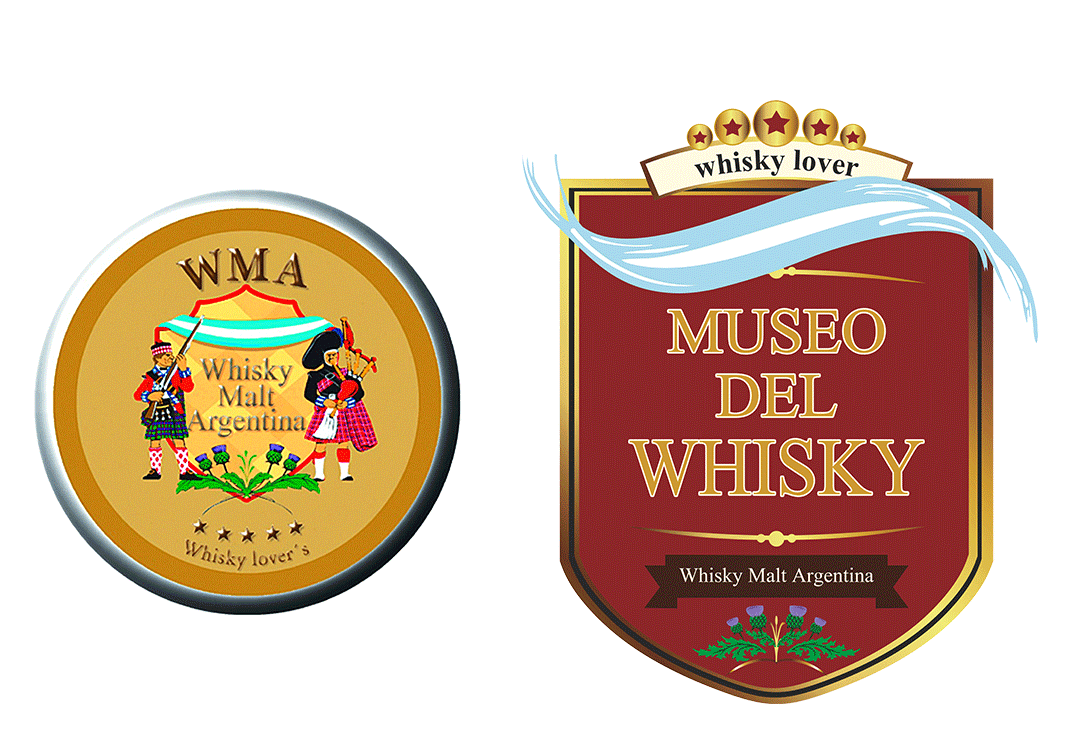 WMA
Whisky
Malt
Argentina
Whisky lover's
whisky lover
MUSEO
DEL
WHISKY
Whisky Malt Argentina